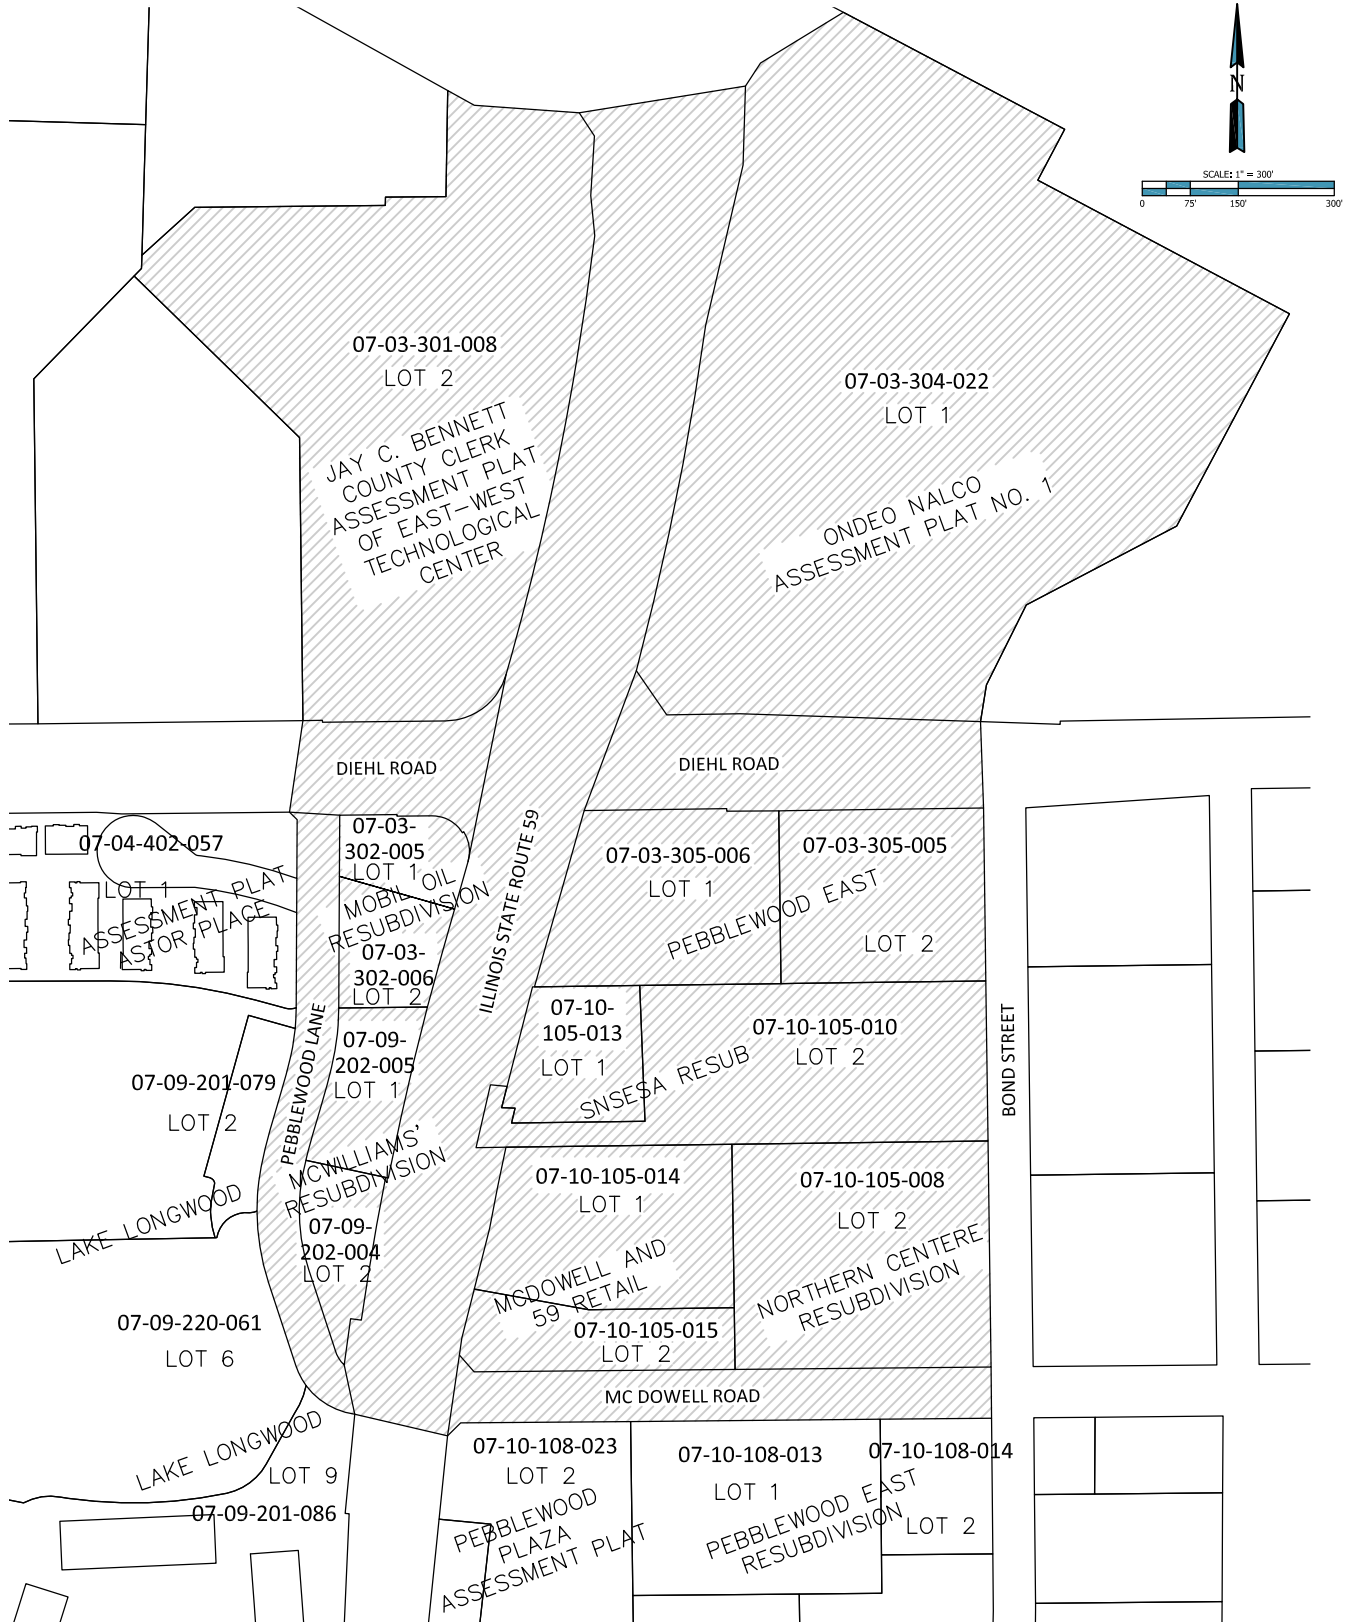 N
SCALE: 1" = 300'
0 75' 150' 300'
07-03-301-008
LOT 2
JAY C. BENNETT
COUNTY CLERK
ASSESSMENT PLAT
OF EAST-WEST
TECHNOLOGICAL
CENTER
07-03-304-022
LOT 1
ONDEO NALCO
ASSESSMENT PLAT NO. 1
DIEHL ROAD
DIEHL ROAD
07-04-402-057
LOT 1
ASSESSMENT PLAT
ASTOR PLACE
07-03-
302-005
LOT 1
MOBIL OIL
RESUBDIVISION
07-03-
302-006
LOT 2
ILLINOIS STATE ROUTE 59
07-03-305-006
LOT 1
07-03-305-005
PEBBLEWOOD EAST
LOT 2
PEBBLEWOOD LANE
07-09-
202-005
LOT 1
07-10-
105-013
LOT 1
07-10-105-010
LOT 2
SNSESA RESUB
BOND STREET
07-09-201-079
LOT 2
LAKE LONGWOOD
MCWILLIAMS'
RESUBDIVISION
07-09-
202-004
LOT 2
07-10-105-014
LOT 1
07-10-105-008
LOT 2
MCDOWELL AND
59 RETAIL
NORTHERN CENTERE
RESUBDIVISION
07-10-105-015
LOT 2
07-09-220-061
LOT 6
MC DOWELL ROAD
LAKE LONGWOOD
LOT 9
07-09-201-086
07-10-108-023
LOT 2
PEBBLEWOOD
PLAZA
ASSESSMENT PLAT
07-10-108-013
LOT 1
PEBBLEWOOD EAST
RESUBDIVISION
07-10-108-014
LOT 2